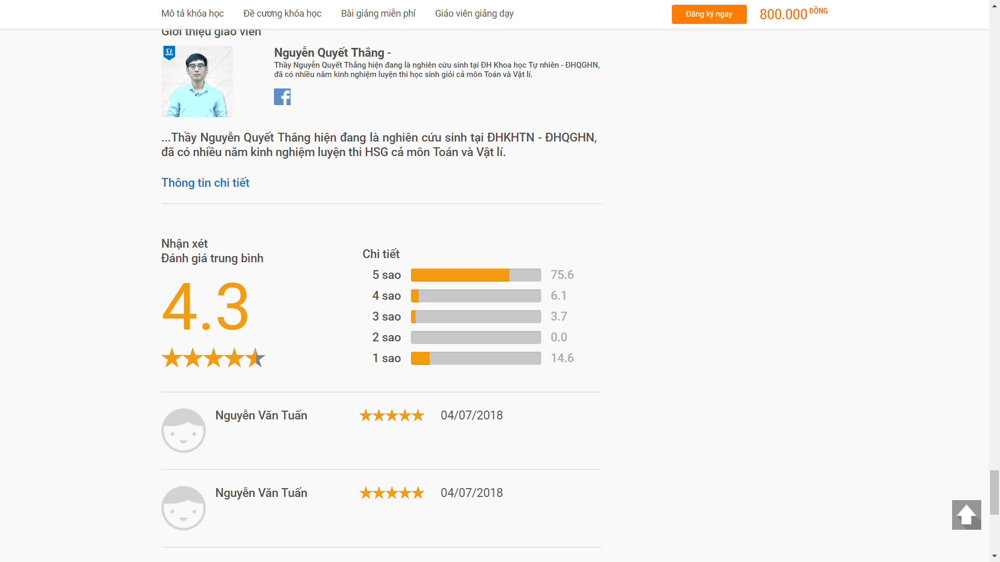 Mô tả khóa học
Đề cương khóa học
Bài giảng miễn phí
Giáo viên giảng dạy
Đăng ký ngay
800.000 ĐỒNG
Giới thiệu giáo viên
Nguyễn Quyết Thắng -
Thầy Nguyễn Quyết Thắng hiện đang là nghiên cứu sinh tại ĐH Khoa học Tự nhiên - ĐHQGHN,
đã có nhiều năm kinh nghiệm luyện thi học sinh giỏi cả môn Toán và Vật lí.
...Thầy Nguyễn Quyết Thắng hiện đang là nghiên cứu sinh tại ĐHKHTN - ĐHQGHN,
đã có nhiều năm kinh nghiệm luyện thi HSG cả môn Toán và Vật lí.
Thông tin chi tiết
Nhận xét
Đánh giá trung bình
4.3
Chi tiết
5 sao 75.6
4 sao 6.1
3 sao 3.7
2 sao 0.0
1 sao 14.6
Nguyễn Văn Tuấn 04/07/2018
Nguyễn Văn Tuấn 04/07/2018